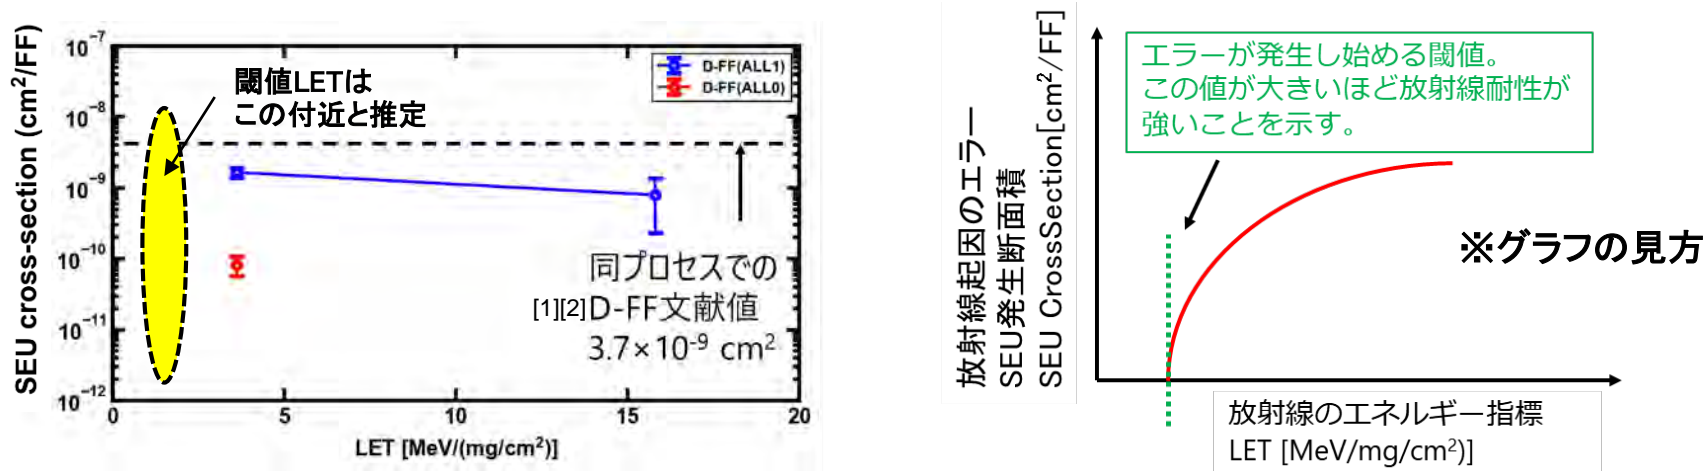 SEU cross-section (cm²/FF)
10⁻⁷
10⁻⁸
10⁻⁹
10⁻¹⁰
10⁻¹¹
10⁻¹²
0
5
10
15
20
LET [MeV/(mg/cm²)]
D-FF(ALL1)
D-FF(ALL0)
閾値LETは
この付近と推定
同プロセスでの
[1][2]D-FF文献値
3.7×10⁻⁹ cm²
放射線起因のエラー
SEU発生断面積
SEU CrossSection[cm²/FF]
エラーが発生し始める閾値。
この値が大きいほど放射線耐性が
強いことを示す。
※グラフの見方
放射線のエネルギー指標
LET [MeV/mg/cm²)]